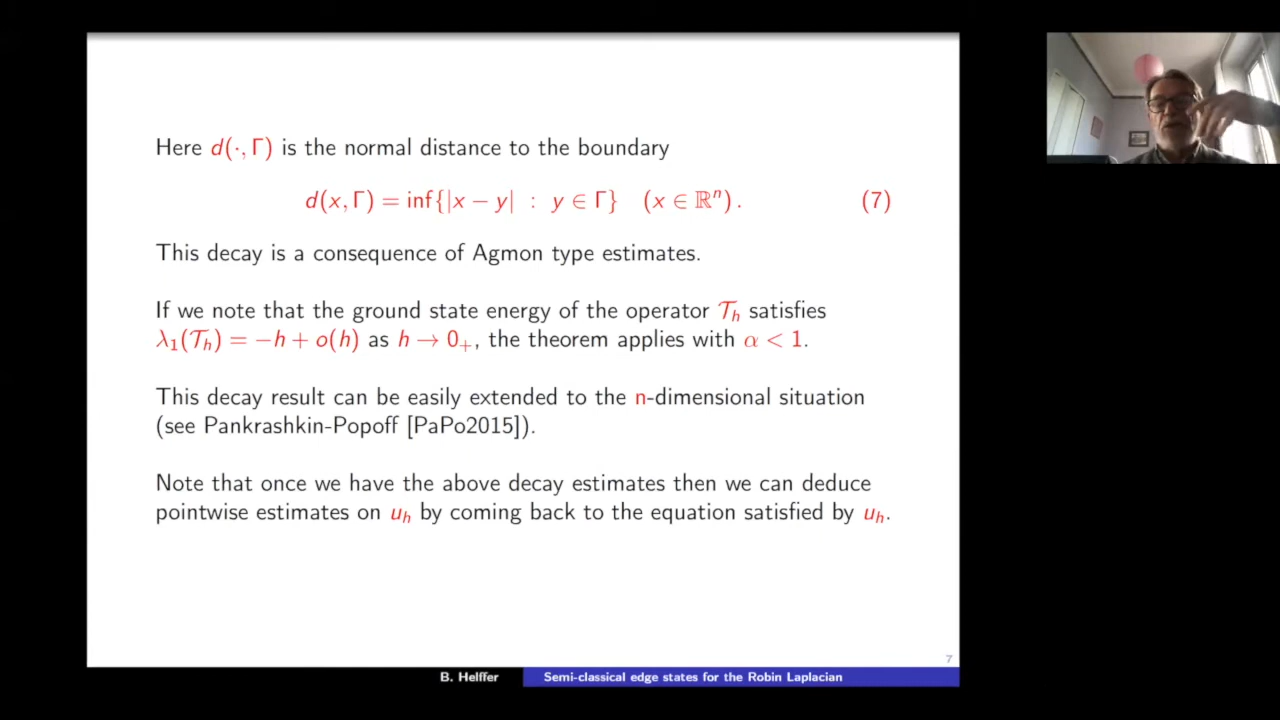 Here d(·, Γ) is the normal distance to the boundary
d(x, Γ) = inf{|x − y| : y ∈ Γ} (x ∈ ℝⁿ). (7)
This decay is a consequence of Agmon type estimates.
If we note that the ground state energy of the operator 𝒯ₕ satisfies
λ₁(𝒯ₕ) = −h + o(h) as h → 0₊, the theorem applies with α < 1.
This decay result can be easily extended to the n-dimensional situation
(see Pankrashkin-Popoff [PaPo2015]).
Note that once we have the above decay estimates then we can deduce
pointwise estimates on uₕ by coming back to the equation satisfied by uₕ.
7
B. Helffer Semi-classical edge states for the Robin Laplacian